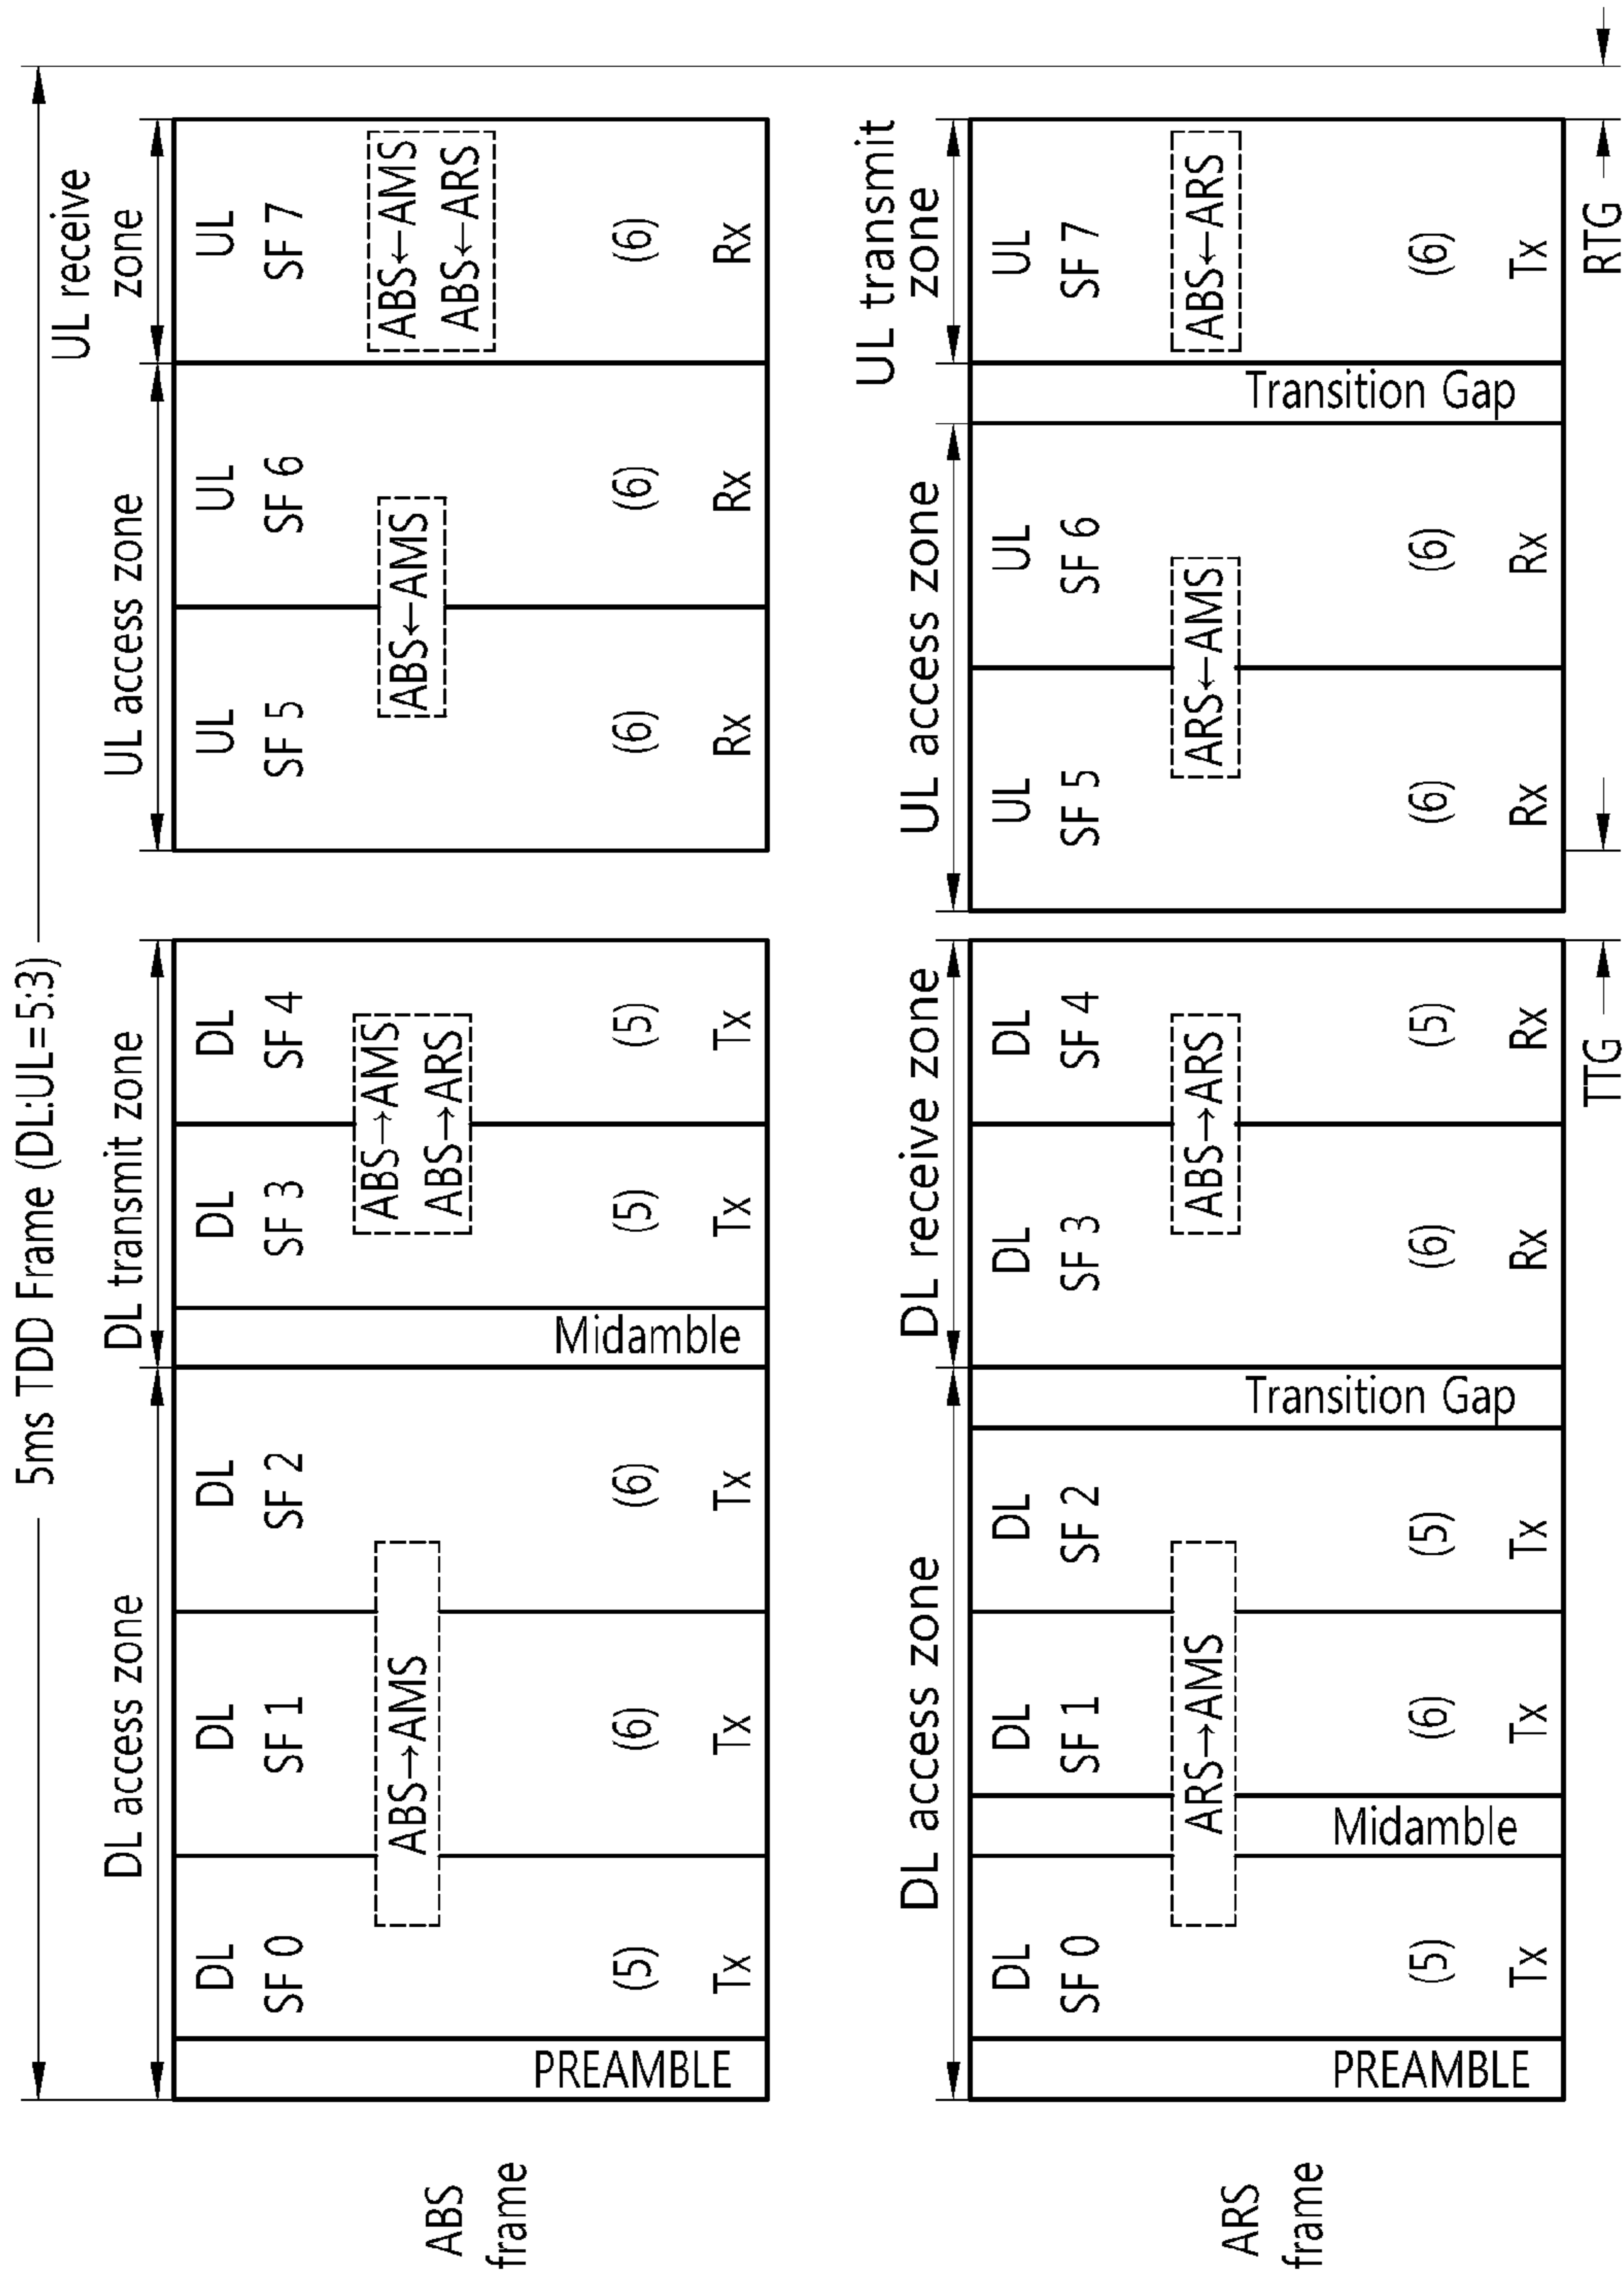 5ms TDD Frame (DL:UL=5:3)
DL access zone
DL transmit zone
UL access zone
UL receive
zone
ABS
frame
PREAMBLE
DL
SF 0
(5)
Tx
DL
SF 1
(6)
Tx
DL
SF 2
(6)
Tx
ABS→AMS
Midamble
DL
SF 3
(5)
Tx
DL
SF 4
(5)
Tx
ABS→AMS
ABS→ARS
UL
SF 5
(6)
Rx
UL
SF 6
(6)
Rx
ABS←AMS
UL
SF 7
ABS←AMS
ABS←ARS
(6)
Rx
DL access zone
DL receive zone
UL access zone
UL transmit
zone
ARS
frame
PREAMBLE
DL
SF 0
(5)
Tx
Midamble
DL
SF 1
(6)
Tx
DL
SF 2
(5)
Tx
ARS→AMS
Transition Gap
DL
SF 3
(6)
Rx
DL
SF 4
(5)
Rx
ABS→ARS
UL
SF 5
(6)
Rx
UL
SF 6
(6)
Rx
ARS←AMS
Transition Gap
UL
SF 7
ABS←ARS
(6)
Tx
TTG
RTG